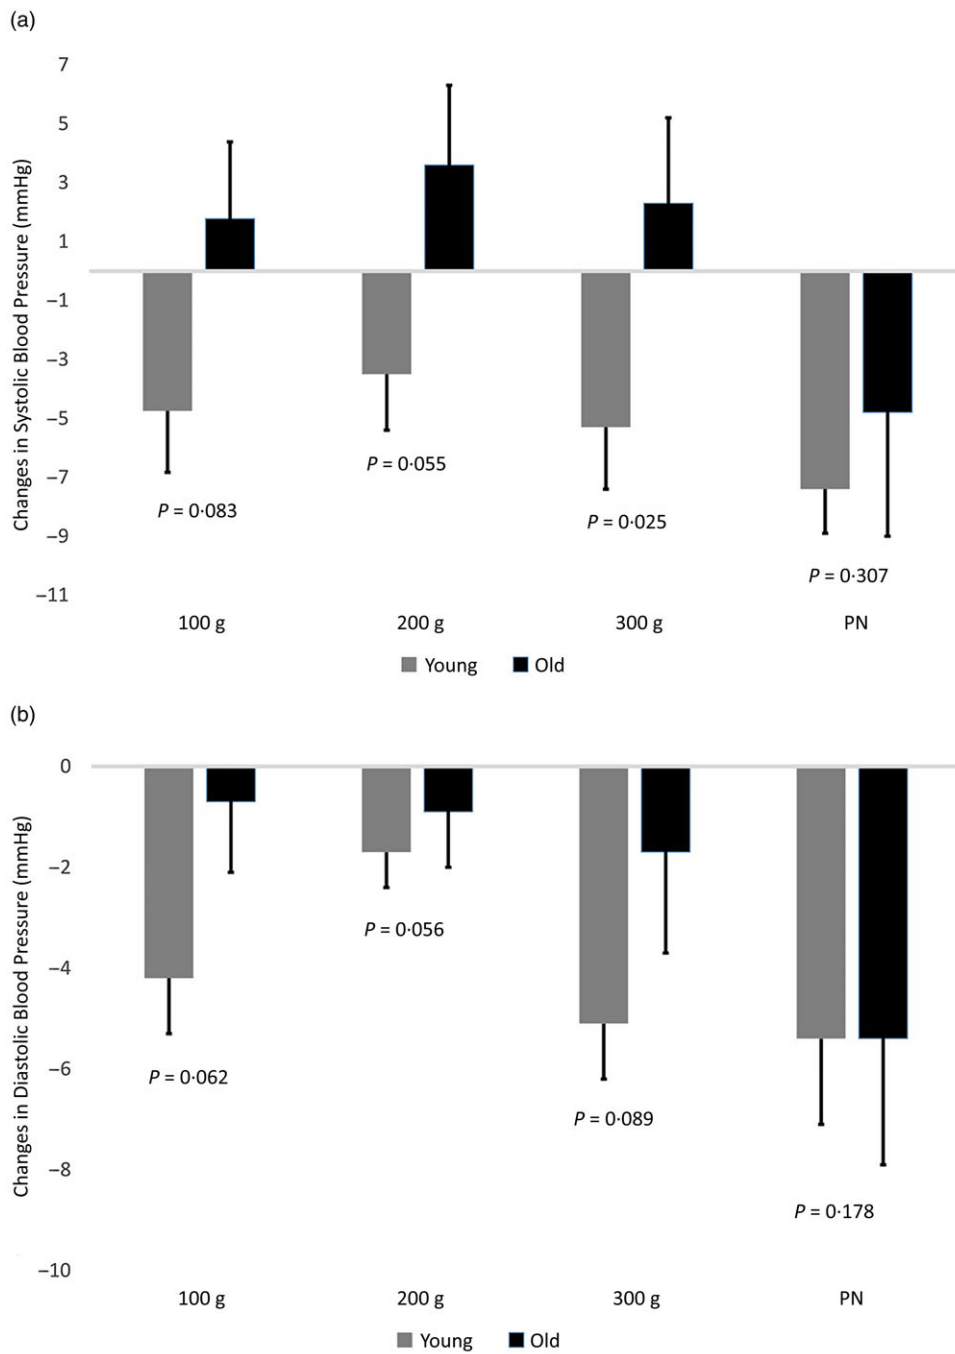 (a)
Changes in Systolic Blood Pressure (mmHg)
7
5
3
1
−1
−3
−5
−7
−9
−11
P = 0·083
P = 0·055
P = 0·025
P = 0·307
100 g
200 g
300 g
PN
Young
Old
(b)
Changes in Diastolic Blood Pressure (mmHg)
0
−2
−4
−6
−8
−10
P = 0·062
P = 0·056
P = 0·089
P = 0·178
100 g
200 g
300 g
PN
Young
Old